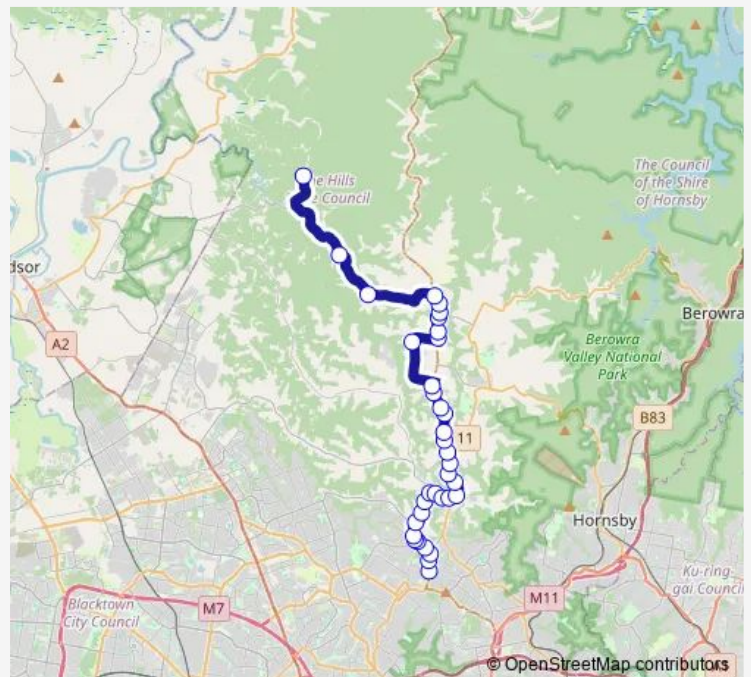 The Council
of the Shire
of Hornsby
e Hills
e Council
dsor
A2
Berowra
Berowra
Valley National
Park
B83
11
Hornsby
Ku-ring-
gai Council
M11
Blacktown
City Council
M7
© OpenStreetMap contributors